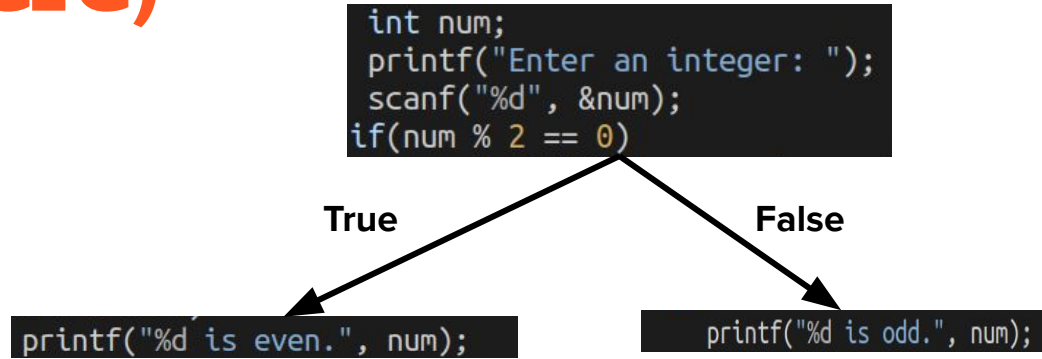 int num;
printf("Enter an integer: ");
scanf("%d", &num);
if(num % 2 == 0)
True
False
printf("%d is even.", num);
printf("%d is odd.", num);